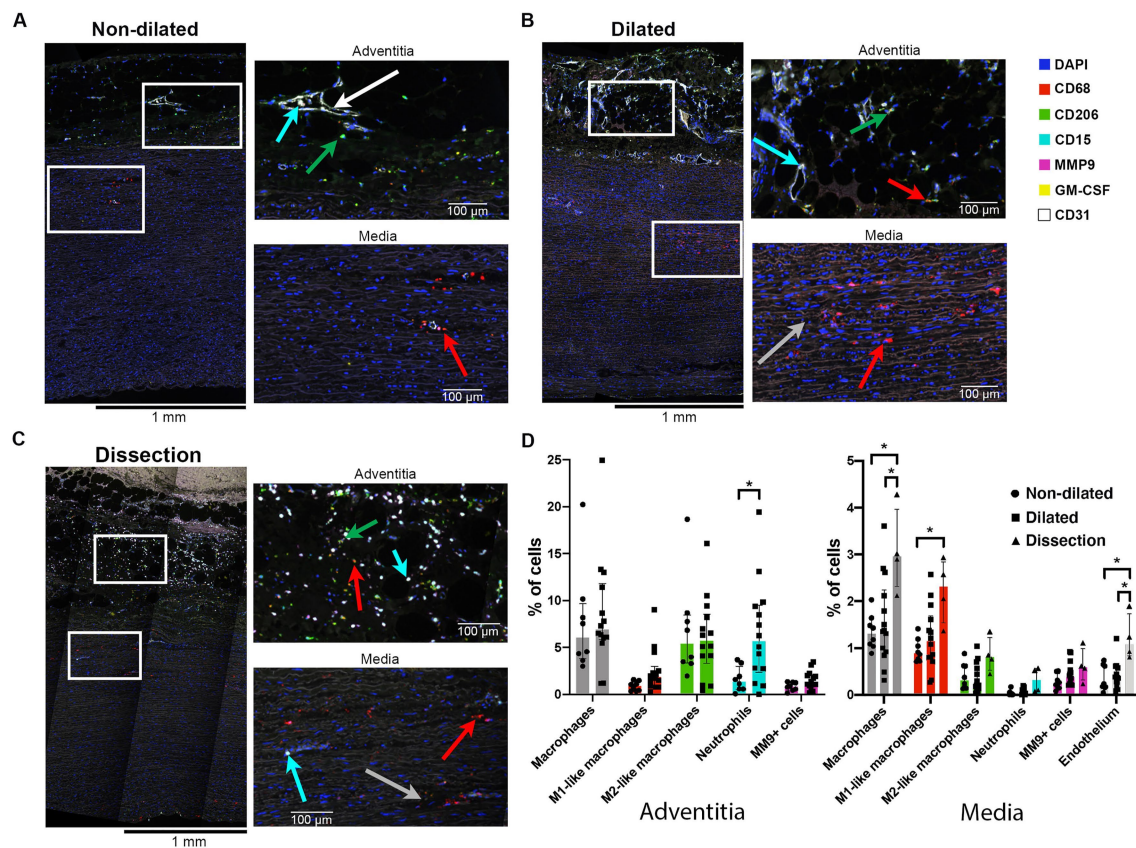 A
Non-dilated
Adventitia
100 µm
Media
100 µm
1 mm
B
Dilated
Adventitia
100 µm
Media
100 µm
1 mm
DAPI
CD68
CD206
CD15
MMP9
GM-CSF
CD31
C
Dissection
Adventitia
100 µm
Media
100 µm
1 mm
D
25
20
15
10
5
0
% of cells
*
Macrophages
M1-like macrophages
M2-like macrophages
Neutrophils
MM9+ cells
Adventitia
5
4
3
2
1
0
% of cells
*
*
*
*
*
Non-dilated
Dilated
Dissection
Macrophages
M1-like macrophages
M2-like macrophages
Neutrophils
MM9+ cells
Endothelium
Media